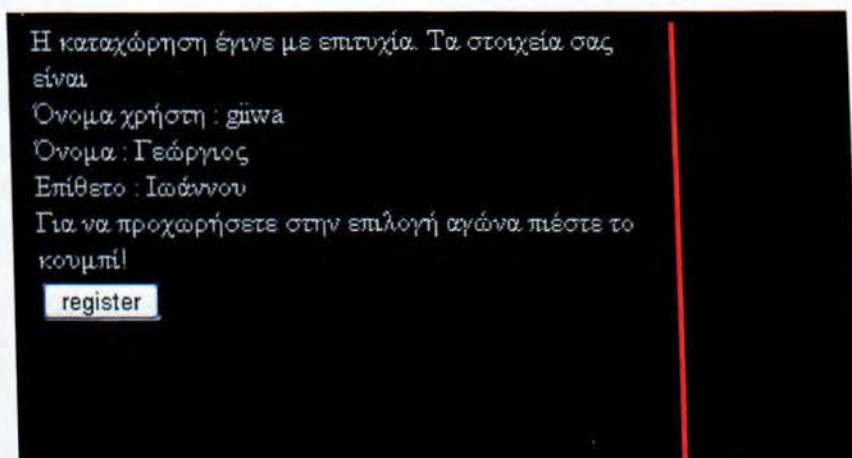 Η καταχώρηση έγινε με επιτυχία. Τα στοιχεία σας
είναι
Όνομα χρήστη : giiwa
Όνομα : Γεώργιος
Επίθετο : Ιωάννου
Για να προχωρήσετε στην επιλογή αγώνα πιέστε το
κουμπί!
register